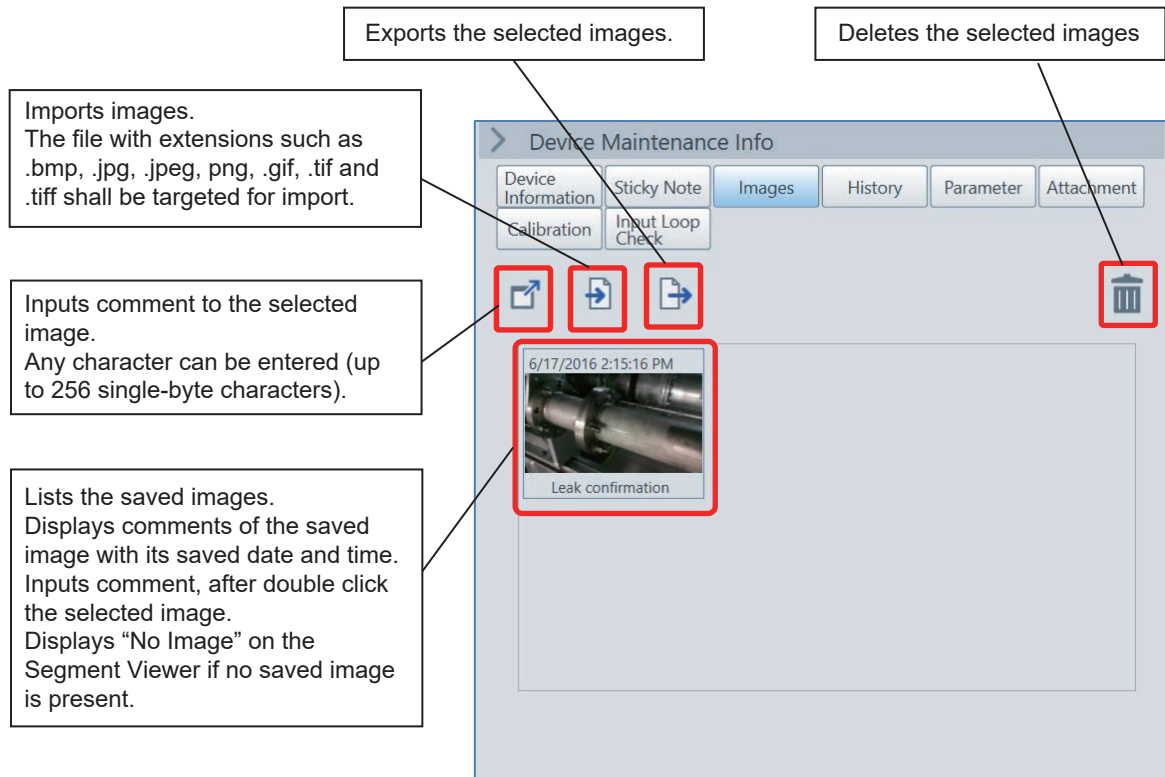 Exports the selected images.
Deletes the selected images
Imports images.
The file with extensions such as
.bmp, .jpg, .jpeg, png, .gif, .tif and
.tiff shall be targeted for import.
Inputs comment to the selected
image.
Any character can be entered (up
to 256 single-byte characters).
Lists the saved images.
Displays comments of the saved
image with its saved date and time.
Inputs comment, after double click
the selected image.
Displays “No Image” on the
Segment Viewer if no saved image
is present.
Device Maintenance Info
Device
Information
Sticky Note
Images
History
Parameter
Attachment
Calibration
Input Loop
Check
6/17/2016 2:15:16 PM
Leak confirmation